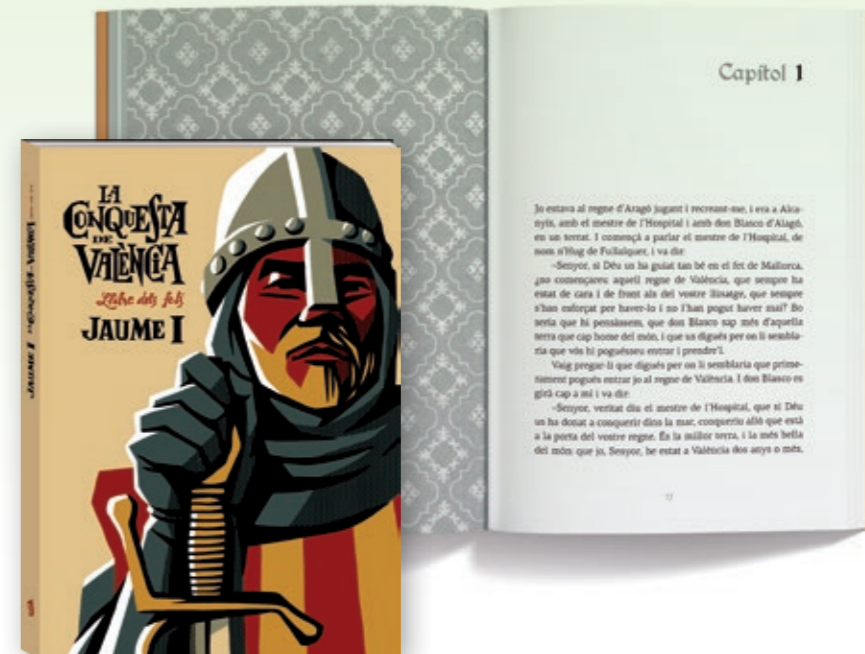 LA
CONQUESTA
DE
VALÈNCIA
Llibre dels fets
JAUME I
Capítol 1
Jo estava al regne d'Aragó jugant i recreant-me, i era a Alca-
nyís, amb el mestre de l'Hospital i amb don Blasco d'Alagó,
en un terrat. I començà a parlar el mestre de l'Hospital, de
nom n'Hug de Fullalquer, i va dir:
–Senyor, si Déu us ha guiat tan bé en el fet de Mallorca,
¿no començareu aquell regne de València, que sempre ha
estat de cara i de front als del vostre llinatge, que sempre
s'han esforçat per haver-lo i no l'han pogut haver mai? Bo
seria que hi pensàssem, que don Blasco sap més d'aquella
terra que cap home del món, i que us digués per on li sembla-
ria que vós hi poguésseu entrar i prendre'l.
Vaig pregar-li que digués per on li semblaria que prime-
rament pogués entrar jo al regne de València. I don Blasco es
girà cap a mi i va dir:
–Senyor, veritat diu el mestre de l'Hospital, que si Déu
us ha donat a conquerir dins la mar, conqueriu allò que està
a la porta del vostre regne. És la millor terra, i la més bella
del món: que jo, Senyor, he estat a València dos anys o més,